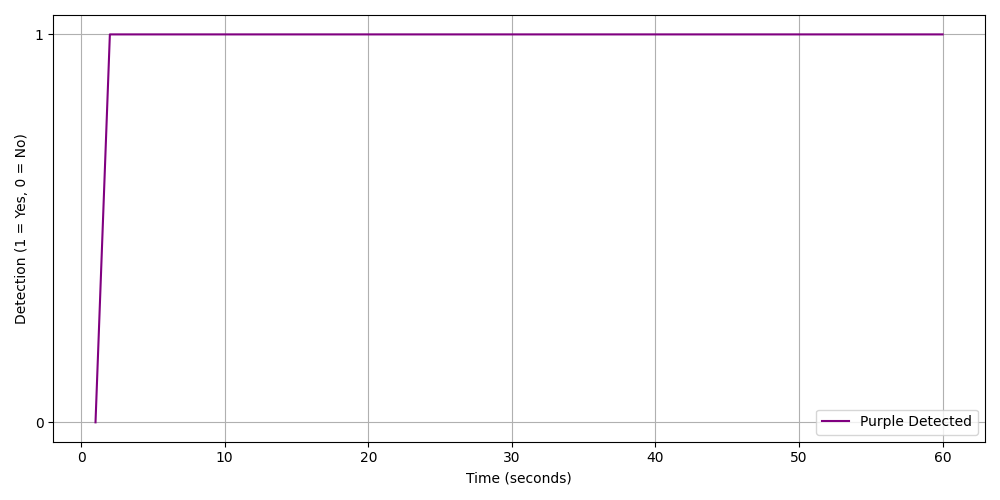 Detection (1 = Yes, 0 = No)
1
0
Purple Detected
0 10 20 30 40 50 60
Time (seconds)